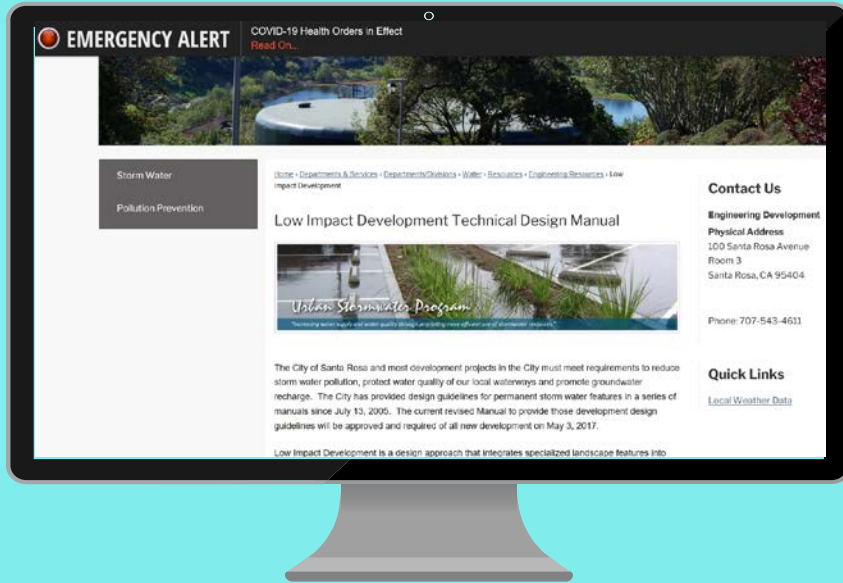 EMERGENCY ALERT
COVID-19 Health Orders in Effect
Read On...
Storm Water
Pollution Prevention
Home › Departments & Services › Departments/Divisions › Water › Resources › Engineering Resources › Low
Impact Development
Low Impact Development Technical Design Manual
Urban Stormwater Program
The City of Santa Rosa and most development projects in the City must meet requirements to reduce
storm water pollution, protect water quality of our local waterways and promote groundwater
recharge. The City has provided design guidelines for permanent storm water features in a series of
manuals since July 13, 2005. The current revised Manual to provide those development design
guidelines will be approved and required of all new development on May 3, 2017.
Low Impact Development is a design approach that integrates specialized landscape features into
Contact Us
Engineering Development
Physical Address
100 Santa Rosa Avenue
Room 3
Santa Rosa, CA 95404
Phone: 707-543-4611
Quick Links
Local Weather Data